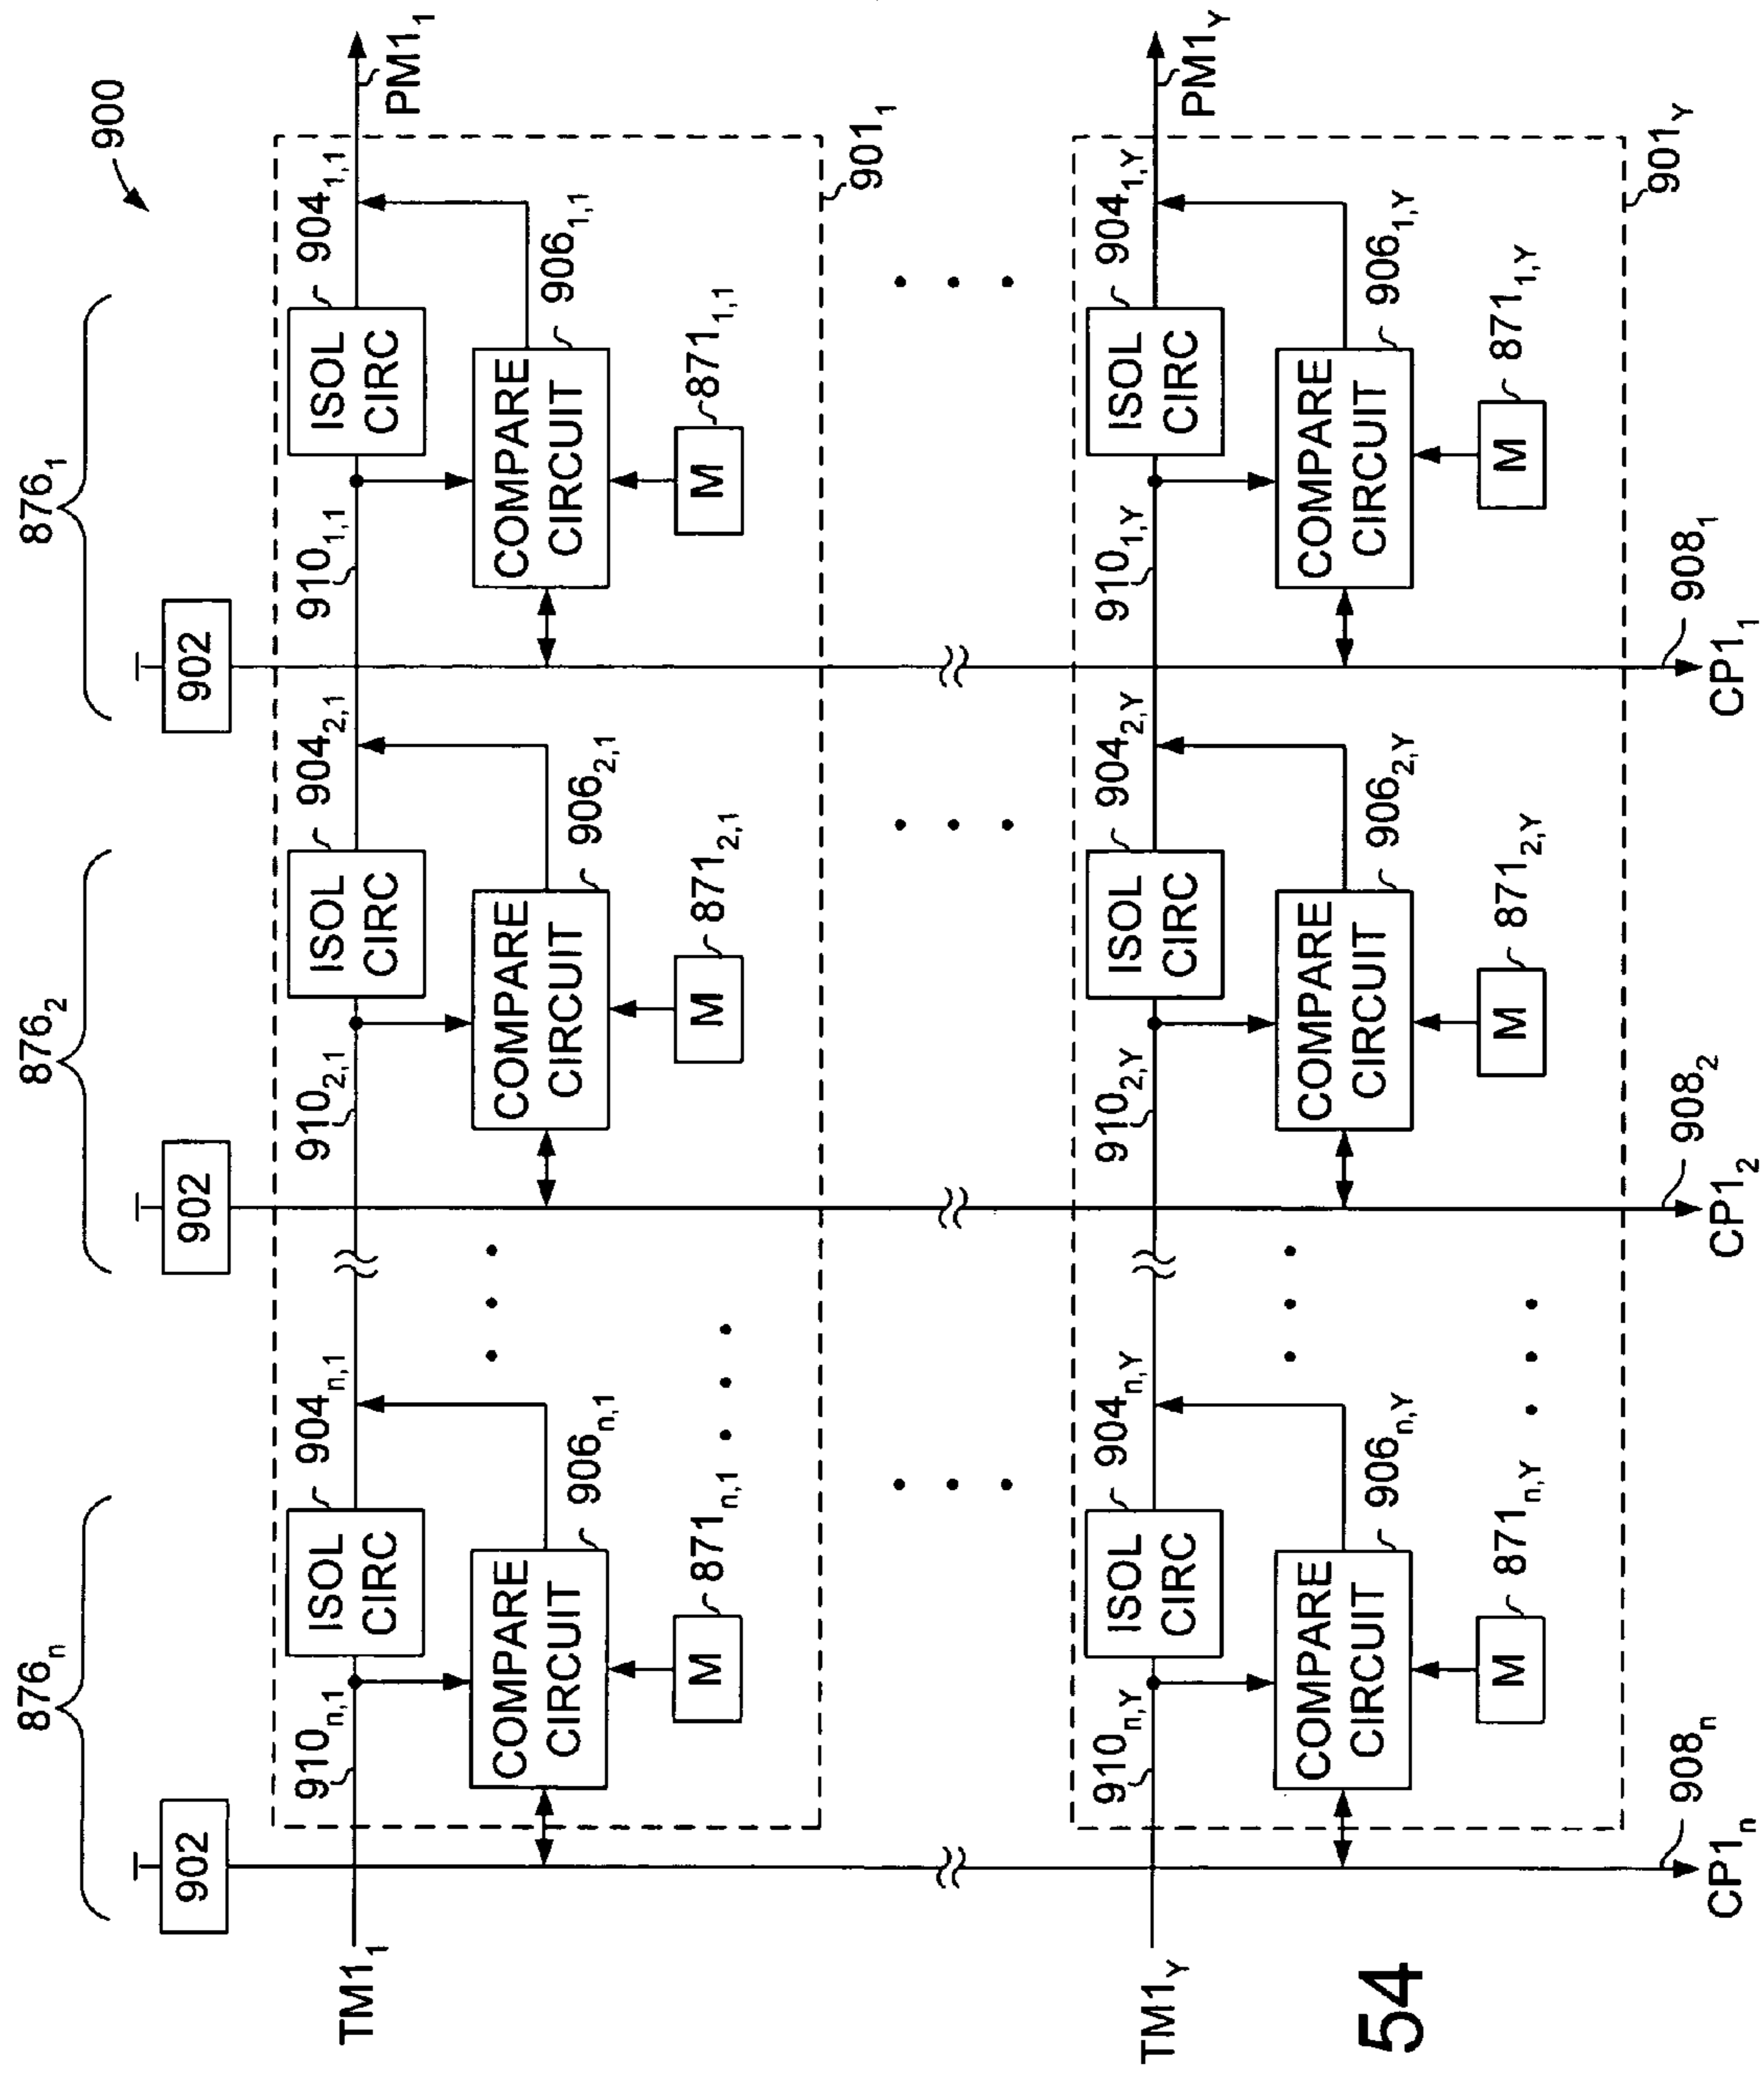 900
876ₙ 876₂ 876₁
902 902 902
TM1₁ 910ₙ,₁ ISOL CIRC 904ₙ,₁ 910₂,₁ ISOL CIRC 904₂,₁ 910₁,₁ ISOL CIRC 904₁,₁ PM1₁
COMPARE CIRCUIT 906ₙ,₁ COMPARE CIRCUIT 906₂,₁ COMPARE CIRCUIT 906₁,₁
M 871ₙ,₁ M 871₂,₁ M 871₁,₁
901₁
TM1Y 910n,Y ISOL CIRC 904n,Y 910₂,Y ISOL CIRC 904₂,Y 910₁,Y ISOL CIRC 904₁,Y PM1Y
COMPARE CIRCUIT 906n,Y COMPARE CIRCUIT 906₂,Y COMPARE CIRCUIT 906₁,Y
M 871n,Y M 871₂,Y M 871₁,Y
901Y
908ₙ 908₂ 908₁
CP1ₙ CP1₂ CP1₁
54